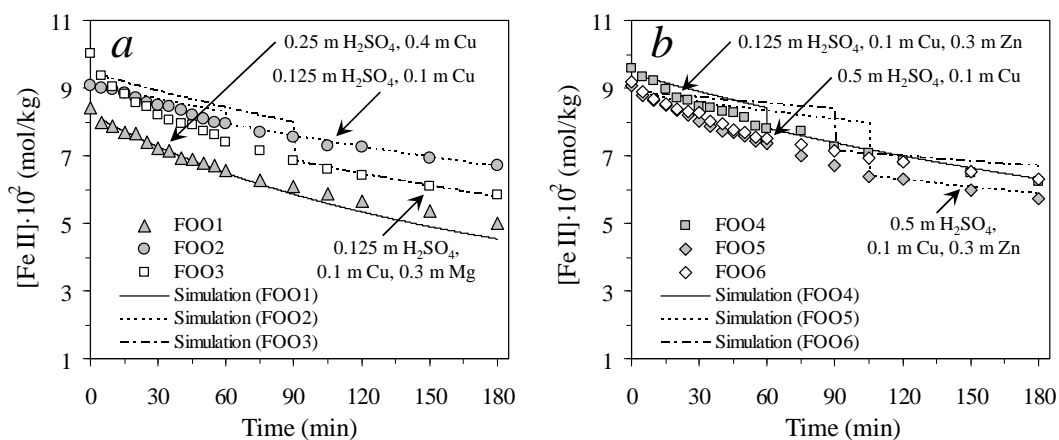 a
11
9
7
5
3
1
[Fe II]·10² (mol/kg)
0.25 m H₂SO₄, 0.4 m Cu
0.125 m H₂SO₄, 0.1 m Cu
0.125 m H₂SO₄,
0.1 m Cu, 0.3 m Mg
FOO1
FOO2
FOO3
Simulation (FOO1)
Simulation (FOO2)
Simulation (FOO3)
0 30 60 90 120 150 180
Time (min)
b
11
9
7
5
3
1
[Fe II]·10² (mol/kg)
0.125 m H₂SO₄, 0.1 m Cu, 0.3 m Zn
0.5 m H₂SO₄, 0.1 m Cu
0.5 m H₂SO₄,
0.1 m Cu, 0.3 m Zn
FOO4
FOO5
FOO6
Simulation (FOO4)
Simulation (FOO5)
Simulation (FOO6)
0 30 60 90 120 150 180
Time (min)